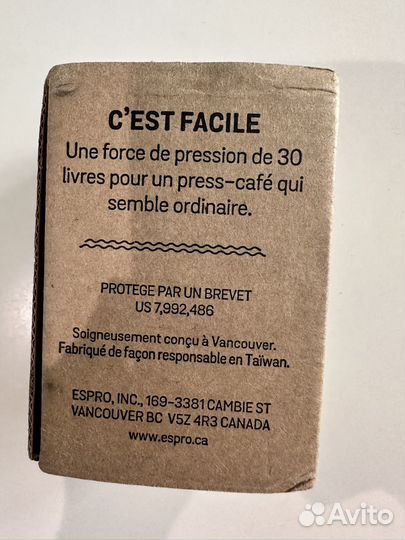 C'EST FACILE
Une force de pression de 30
livres pour un press-café qui
semble ordinaire.
PROTEGE PAR UN BREVET
US 7,992,486
Soigneusement conçu à Vancouver.
Fabriqué de façon responsable en Taïwan.
ESPRO, INC., 169-3381 CAMBIE ST
VANCOUVER BC V5Z 4R3 CANADA
www.espro.ca
Avito